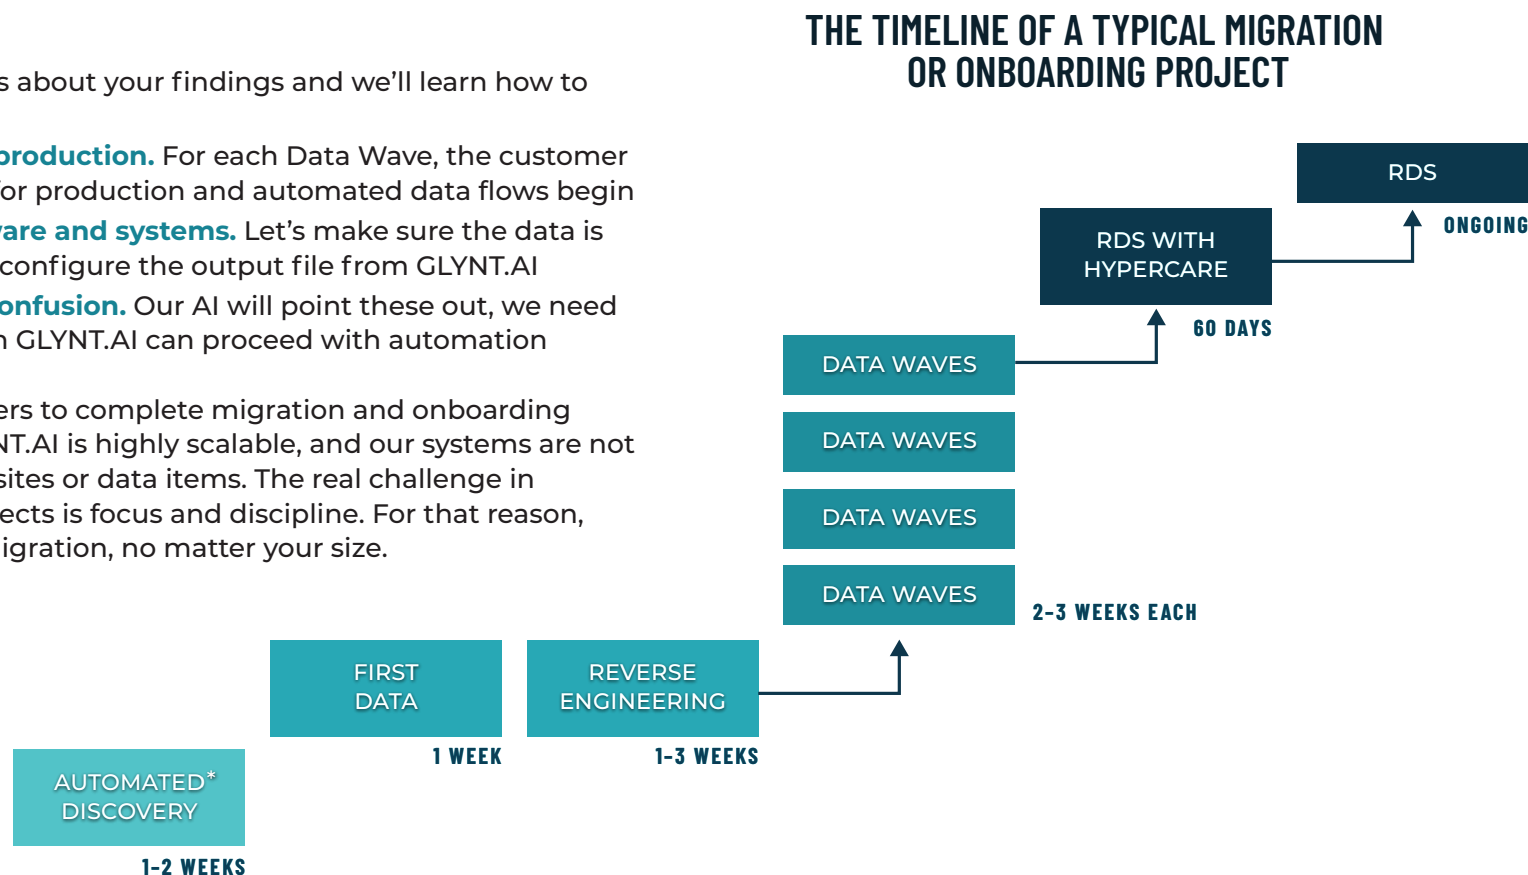 s about your findings and we'll learn how to
production. For each Data Wave, the customer
for production and automated data flows begin
ware and systems. Let's make sure the data is
configure the output file from GLYNT.AI
onfusion. Our AI will point these out, we need
n GLYNT.AI can proceed with automation
ers to complete migration and onboarding
NT.AI is highly scalable, and our systems are not
sites or data items. The real challenge in
ects is focus and discipline. For that reason,
igration, no matter your size.
THE TIMELINE OF A TYPICAL MIGRATION
OR ONBOARDING PROJECT
RDS
ONGOING
RDS WITH
HYPERCARE
60 DAYS
DATA WAVES
DATA WAVES
DATA WAVES
DATA WAVES
2–3 WEEKS EACH
FIRST
DATA
1 WEEK
REVERSE
ENGINEERING
1–3 WEEKS
AUTOMATED*
DISCOVERY
1–2 WEEKS